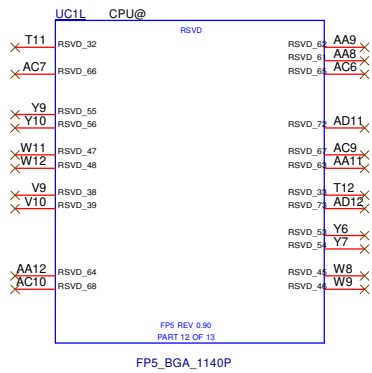 UC1L CPU@
RSVD
T11 RSVD_32 RSVD_62 AA9
RSVD_61 AA8
AC7 RSVD_66 RSVD_65 AC6
Y9 RSVD_55
Y10 RSVD_56 RSVD_72 AD11
W11 RSVD_47 RSVD_67 AC9
W12 RSVD_48 RSVD_63 AA11
V9 RSVD_38 RSVD_33 T12
V10 RSVD_39 RSVD_73 AD12
RSVD_53 Y6
RSVD_54 Y7
AA12 RSVD_64 RSVD_45 W8
AC10 RSVD_68 RSVD_46 W9
FP5 REV 0.90
PART 12 OF 13
FP5_BGA_1140P